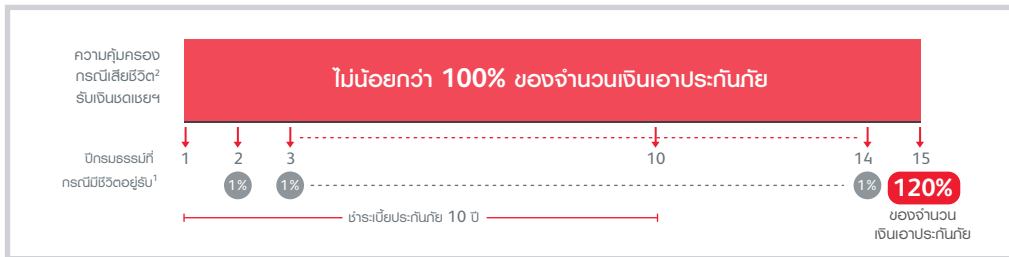 ความคุ้มครอง
กรณีเสียชีวิต²
รับเงินชดเชยฯ
ไม่น้อยกว่า 100% ของจำนวนเงินเอาประกันภัย
ปีกรมธรรม์ที่ 1 2 3 10 14 15
กรณีมีชีวิตอยู่รับ¹ 1% 1% 1% 120%
ชำระเบี้ยประกันภัย 10 ปี
ของจำนวน
เงินเอาประกันภัย